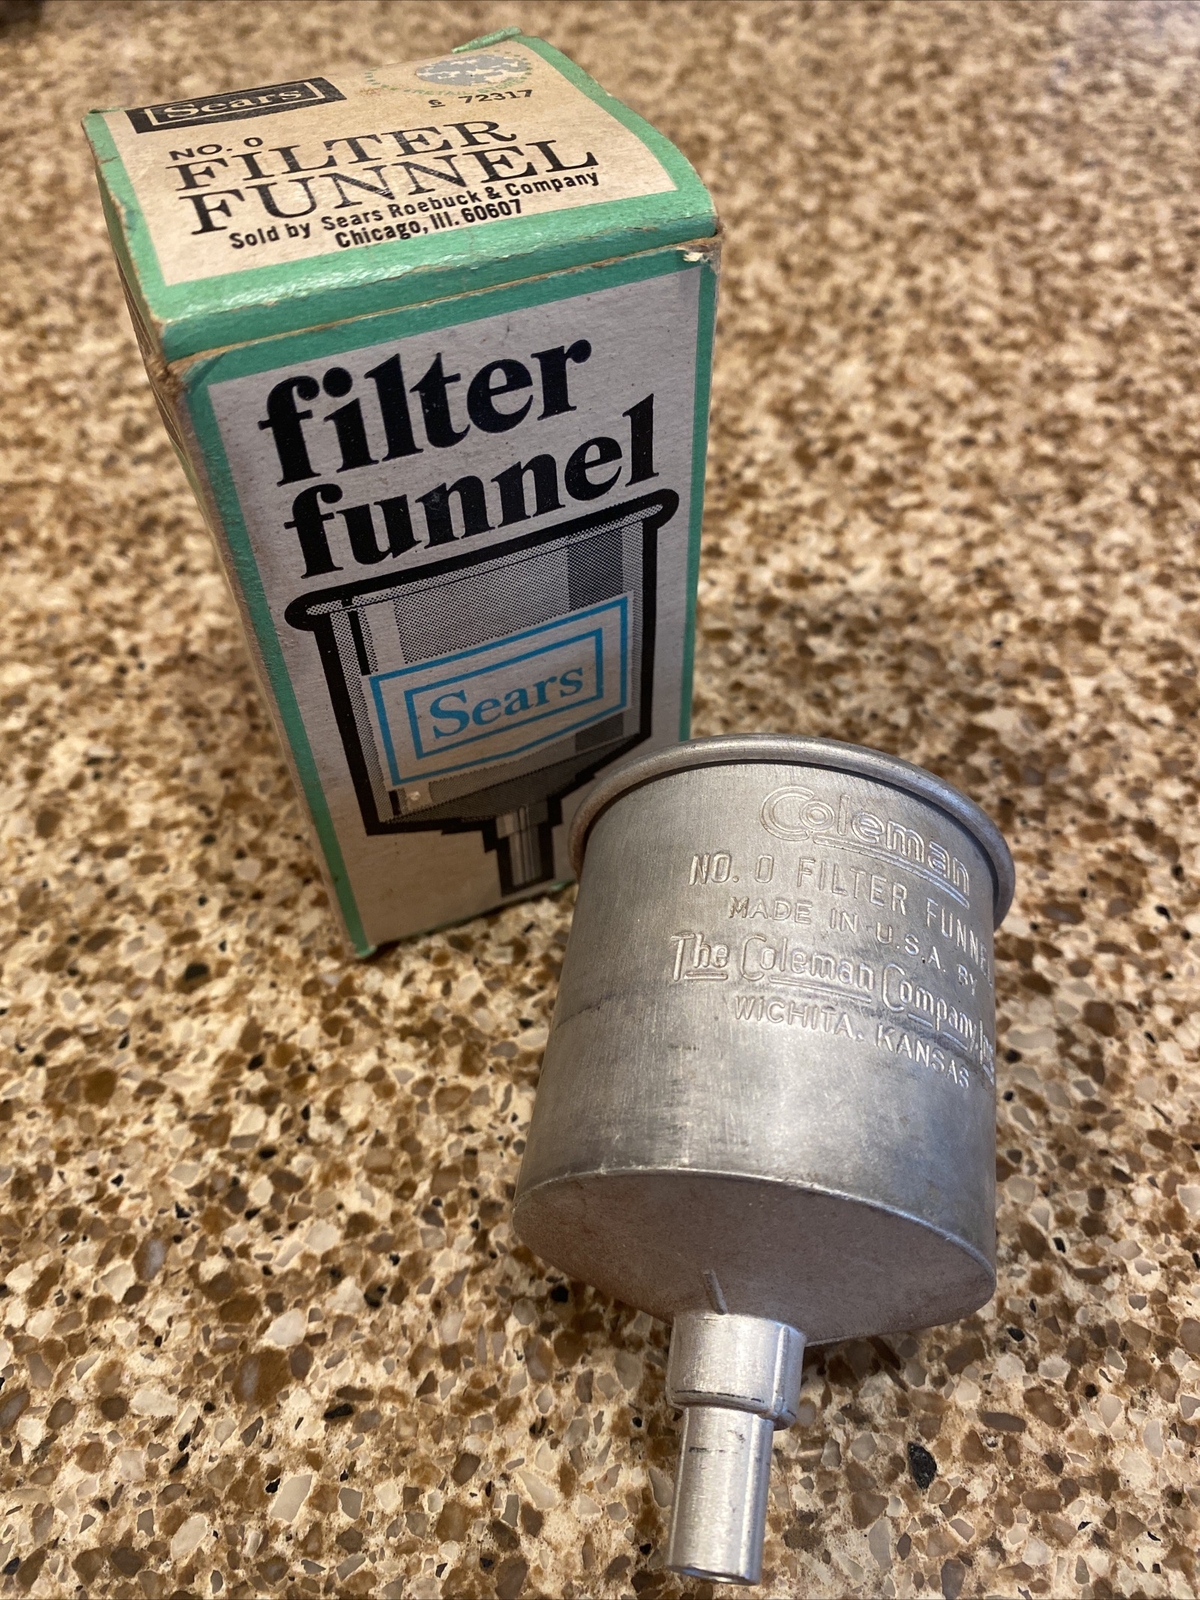 Sears
6 72317
NO. 0
FILTER
FUNNEL
Sold by Sears Roebuck & Company
Chicago, Ill. 60607
filter
funnel
Sears
Coleman
NO. 0 FILTER FUNNEL
MADE IN U.S.A. BY
The Coleman Company, Inc
WICHITA, KANSAS